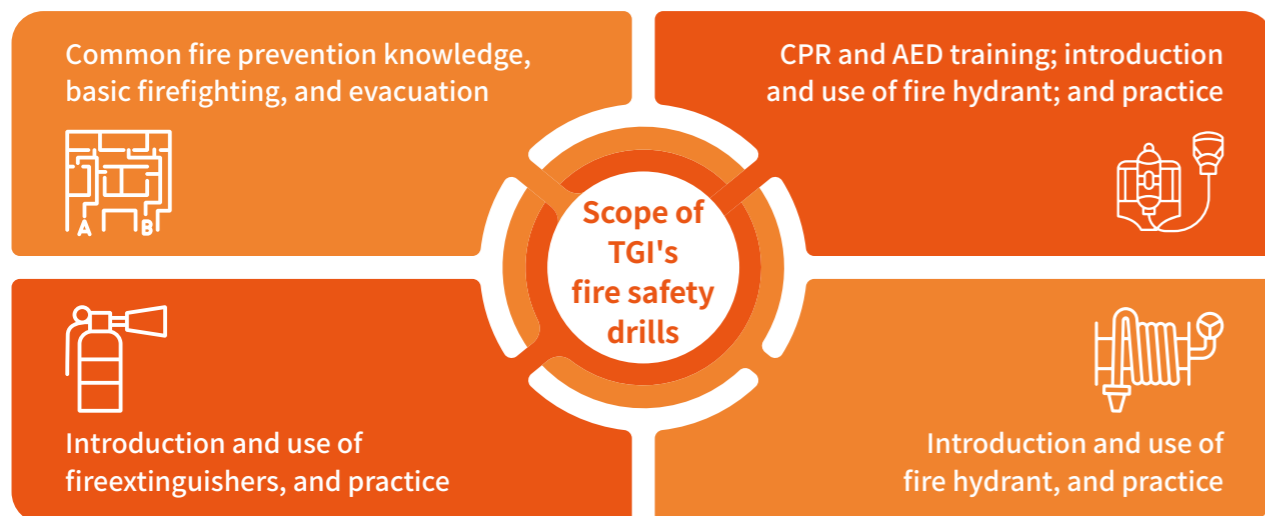 Common fire prevention knowledge,
basic firefighting, and evacuation
A B
CPR and AED training; introduction
and use of fire hydrant; and practice
Scope of
TGI's
fire safety
drills
Introduction and use of
fireextinguishers, and practice
Introduction and use of
fire hydrant, and practice